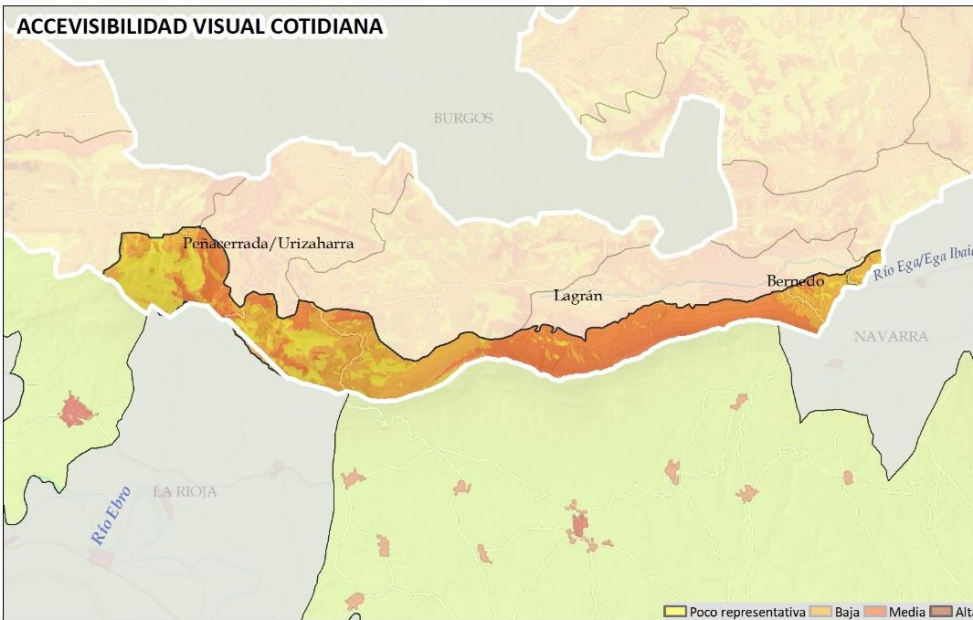 ACCEVISIBILIDAD VISUAL COTIDIANA
BURGOS
Peñacerrada/Urizaharra
Lagrán
Bernedo
Río Ega/Ega Ibaia
NAVARRA
LA RIOJA
Río Ebro
Poco representativa Baja Media Alta